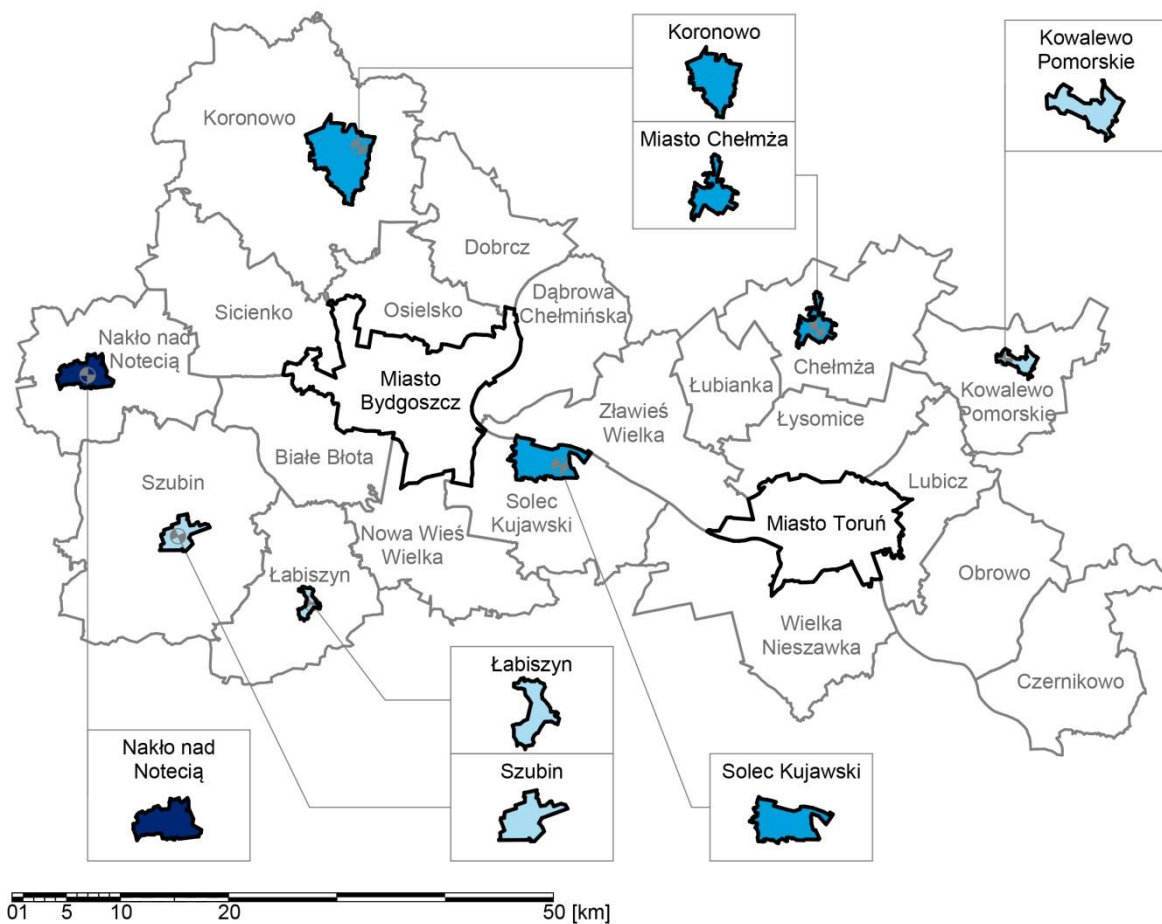 Koronowo
Kowalewo
Pomorskie
Miasto Chełmża
Koronowo
Dobrcz
Dąbrowa
Chełmińska
Sicienko
Osielsko
Nakło nad
Notecią
Miasto
Bydgoszcz
Łubianka
Chełmża
Kowalewo
Pomorskie
Zławieś
Wielka
Łysomice
Białe Błota
Szubin
Solec
Kujawski
Lubicz
Nowa Wieś
Wielka
Miasto Toruń
Łabiszyn
Obrowo
Wielka
Nieszawka
Czernikowo
Łabiszyn
Nakło nad
Notecią
Szubin
Solec Kujawski
01 5 10 20 50 [km]